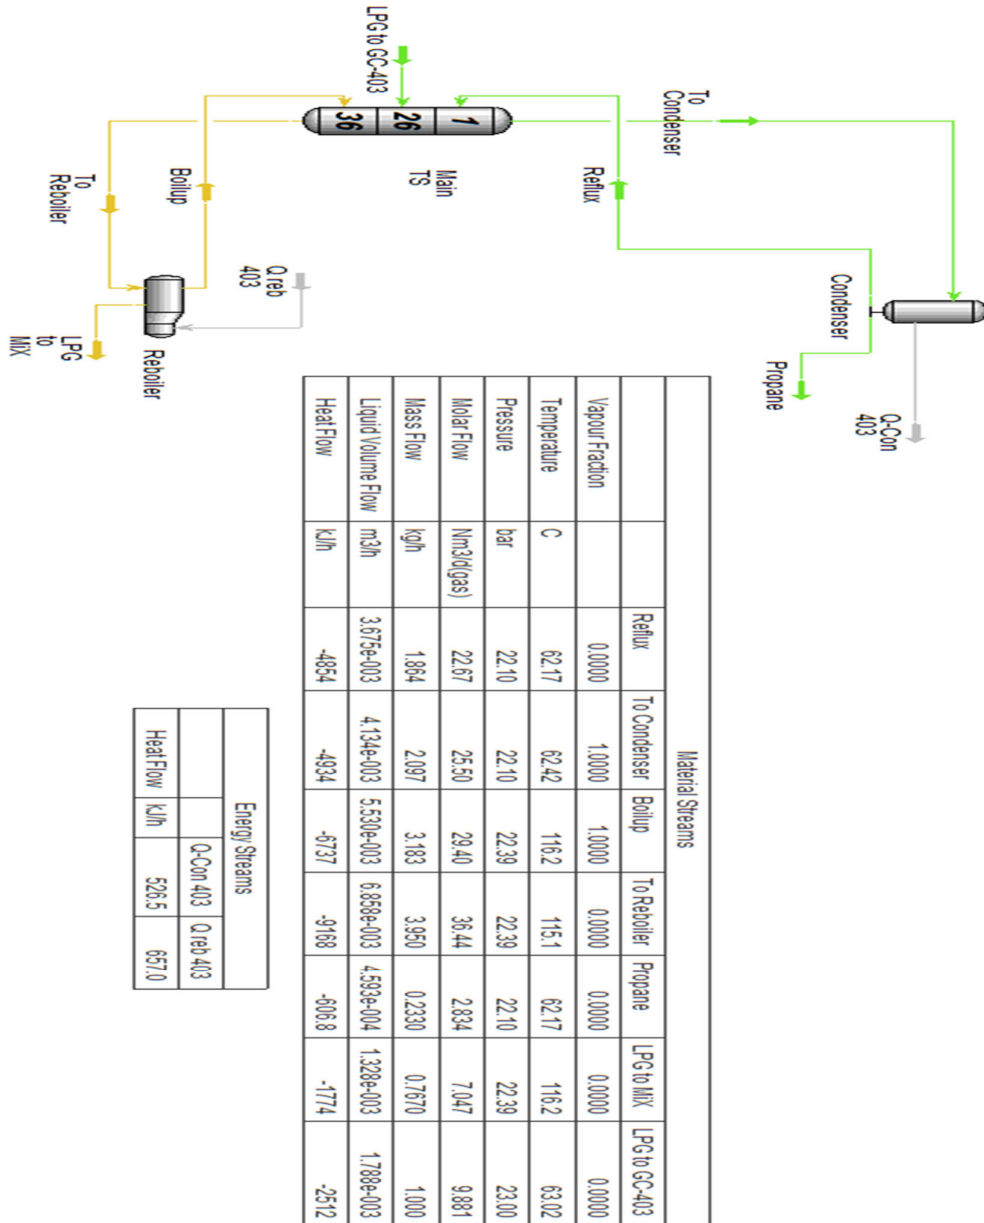 LPG to GC-403
1
26
36
Main
TS
To
Condenser
Reflux
Condenser
Propane
Q-Con
403
Boilup
To
Reboiler
Q reb
403
Reboiler
LPG
to
MiX
Material Streams
Reflux To Condenser Boilup To Reboiler Propane LPG to MiX LPG to GC-403
Vapour Fraction 0.0000 1.0000 1.0000 0.0000 0.0000 0.0000 0.0000
Temperature C 62.17 62.42 116.2 115.1 62.17 116.2 63.02
Pressure bar 22.10 22.10 22.39 22.39 22.10 22.39 23.00
Molar Flow Nm3/d(gas) 22.67 25.50 29.40 36.44 2.834 7.047 9.881
Mass Flow kg/h 1.864 2.097 3.183 3.950 0.2330 0.7670 1.000
Liquid Volume Flow m3/h 3.675e-003 4.134e-003 5.530e-003 6.858e-003 4.593e-004 1.328e-003 1.788e-003
Heat Flow kJ/h -4854 -4934 -6737 -9168 -606.8 -1774 -2512
Energy Streams
Q-Con 403 Q reb 403
Heat Flow kJ/h 526.5 657.0